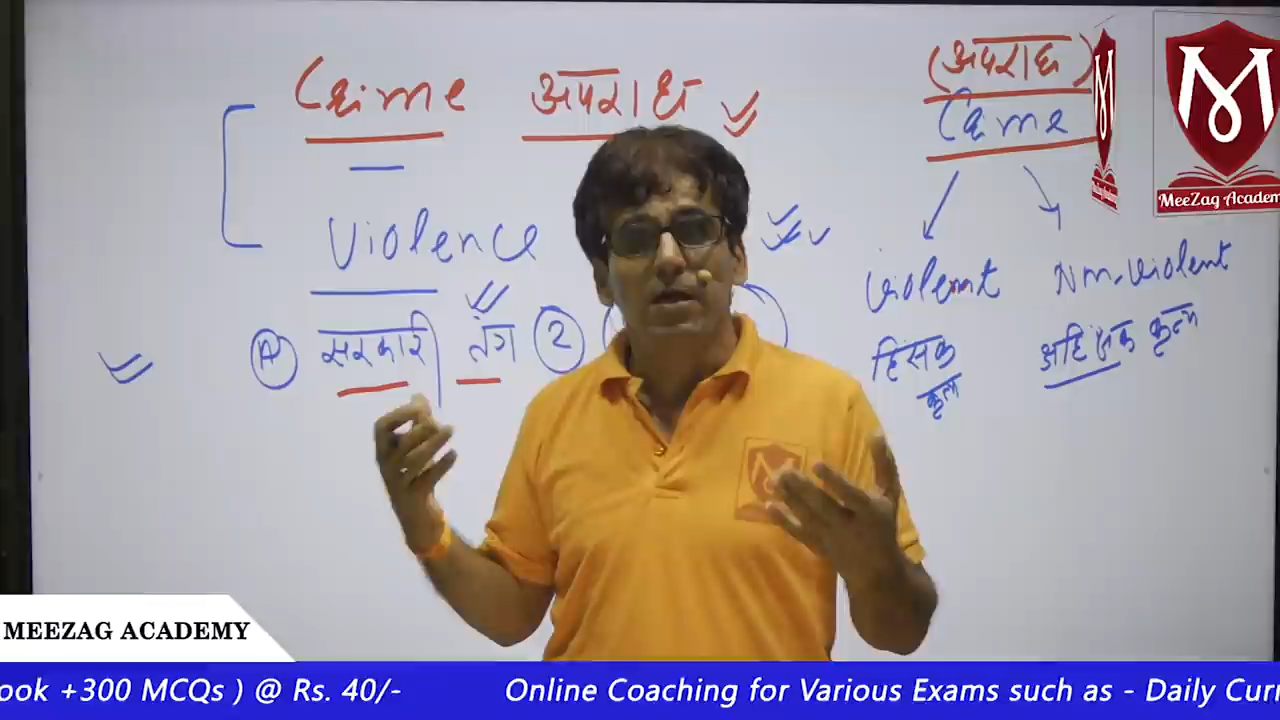 Crime अपराध
Violence
A सरकारी तंग 2
(अपराध)
Crime
Violent Non-Violent
हिंसक अहिंसक कृत्य
कृत्य
M
MeeZag Academy
MEEZAG ACADEMY
ook +300 MCQs ) @ Rs. 40/- Online Coaching for Various Exams such as - Daily Curr